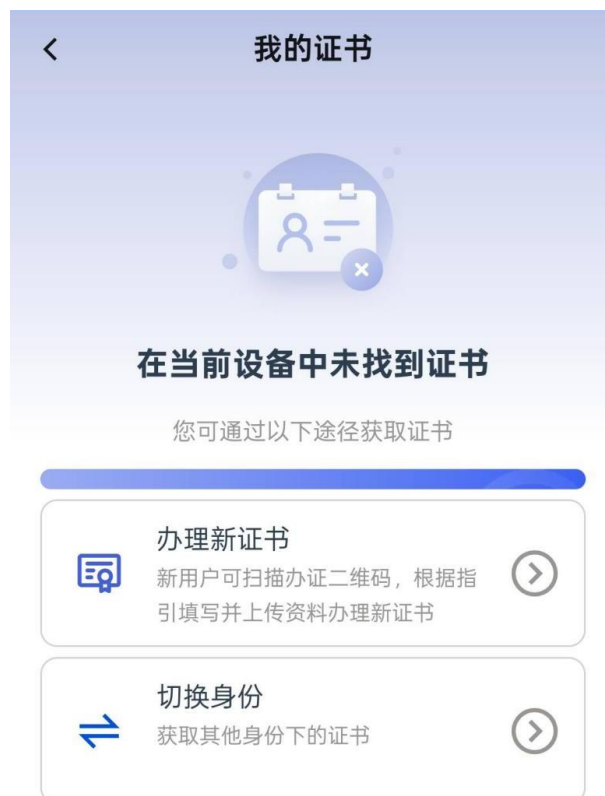 我的证书
在当前设备中未找到证书
您可通过以下途径获取证书
办理新证书
新用户可扫描办证二维码，根据指
引填写并上传资料办理新证书
切换身份
获取其他身份下的证书